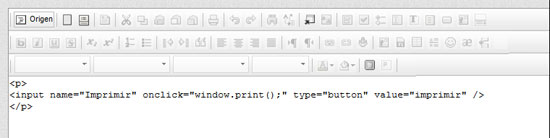 Origen
<p>
<input name="Imprimir" onclick="window.print();" type="button" value="imprimir" />
</p>